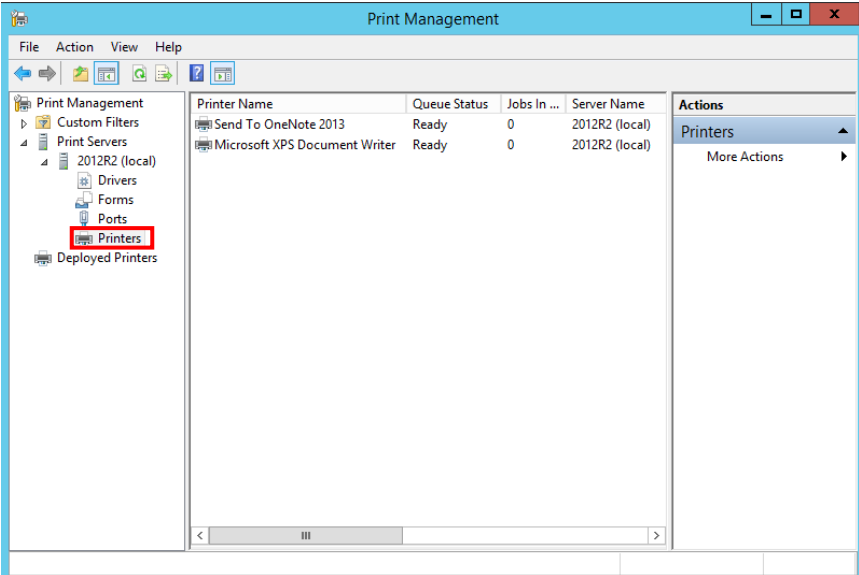 Print Management
File Action View Help
Print Management
Custom Filters
Print Servers
2012R2 (local)
Drivers
Forms
Ports
Printers
Deployed Printers
Printer Name Queue Status Jobs In ... Server Name
Send To OneNote 2013 Ready 0 2012R2 (local)
Microsoft XPS Document Writer Ready 0 2012R2 (local)
Actions
Printers
More Actions